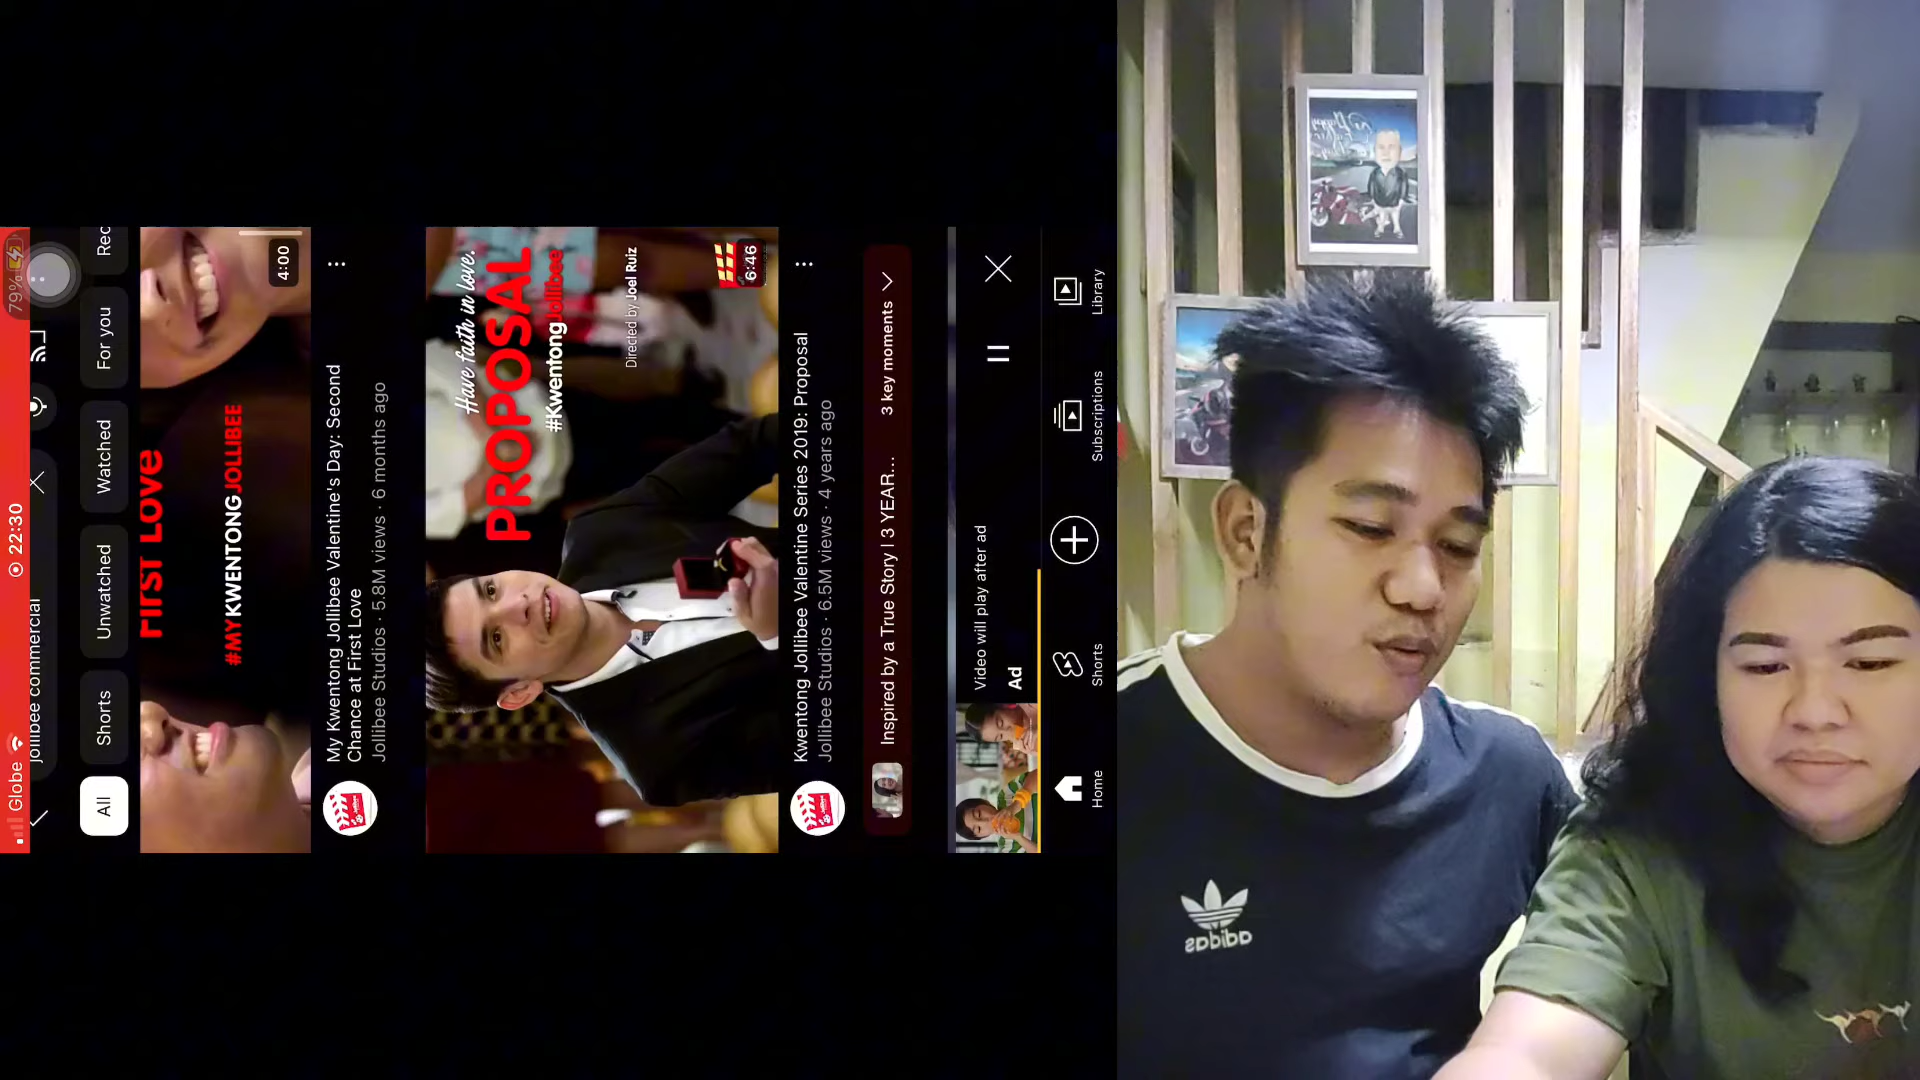 Globe
22:30
79%
jollibee commercial
All
Shorts
Unwatched
Watched
For you
Rec
FIRST LOVE
#MYKWENTONGJOLLIBEE
4:00
My Kwentong Jollibee Valentine's Day: Second
Chance at First Love
Jollibee Studios · 5.8M views · 6 months ago
Have faith in love.
PROPOSAL
#KwentongJollibee
Directed by Joel Ruiz
6:46
Kwentong Jollibee Valentine Series 2019: Proposal
Jollibee Studios · 6.5M views · 4 years ago
Inspired by a True Story | 3 YEAR...
3 key moments
Video will play after ad
Ad
Home
Shorts
Subscriptions
Library
adidas